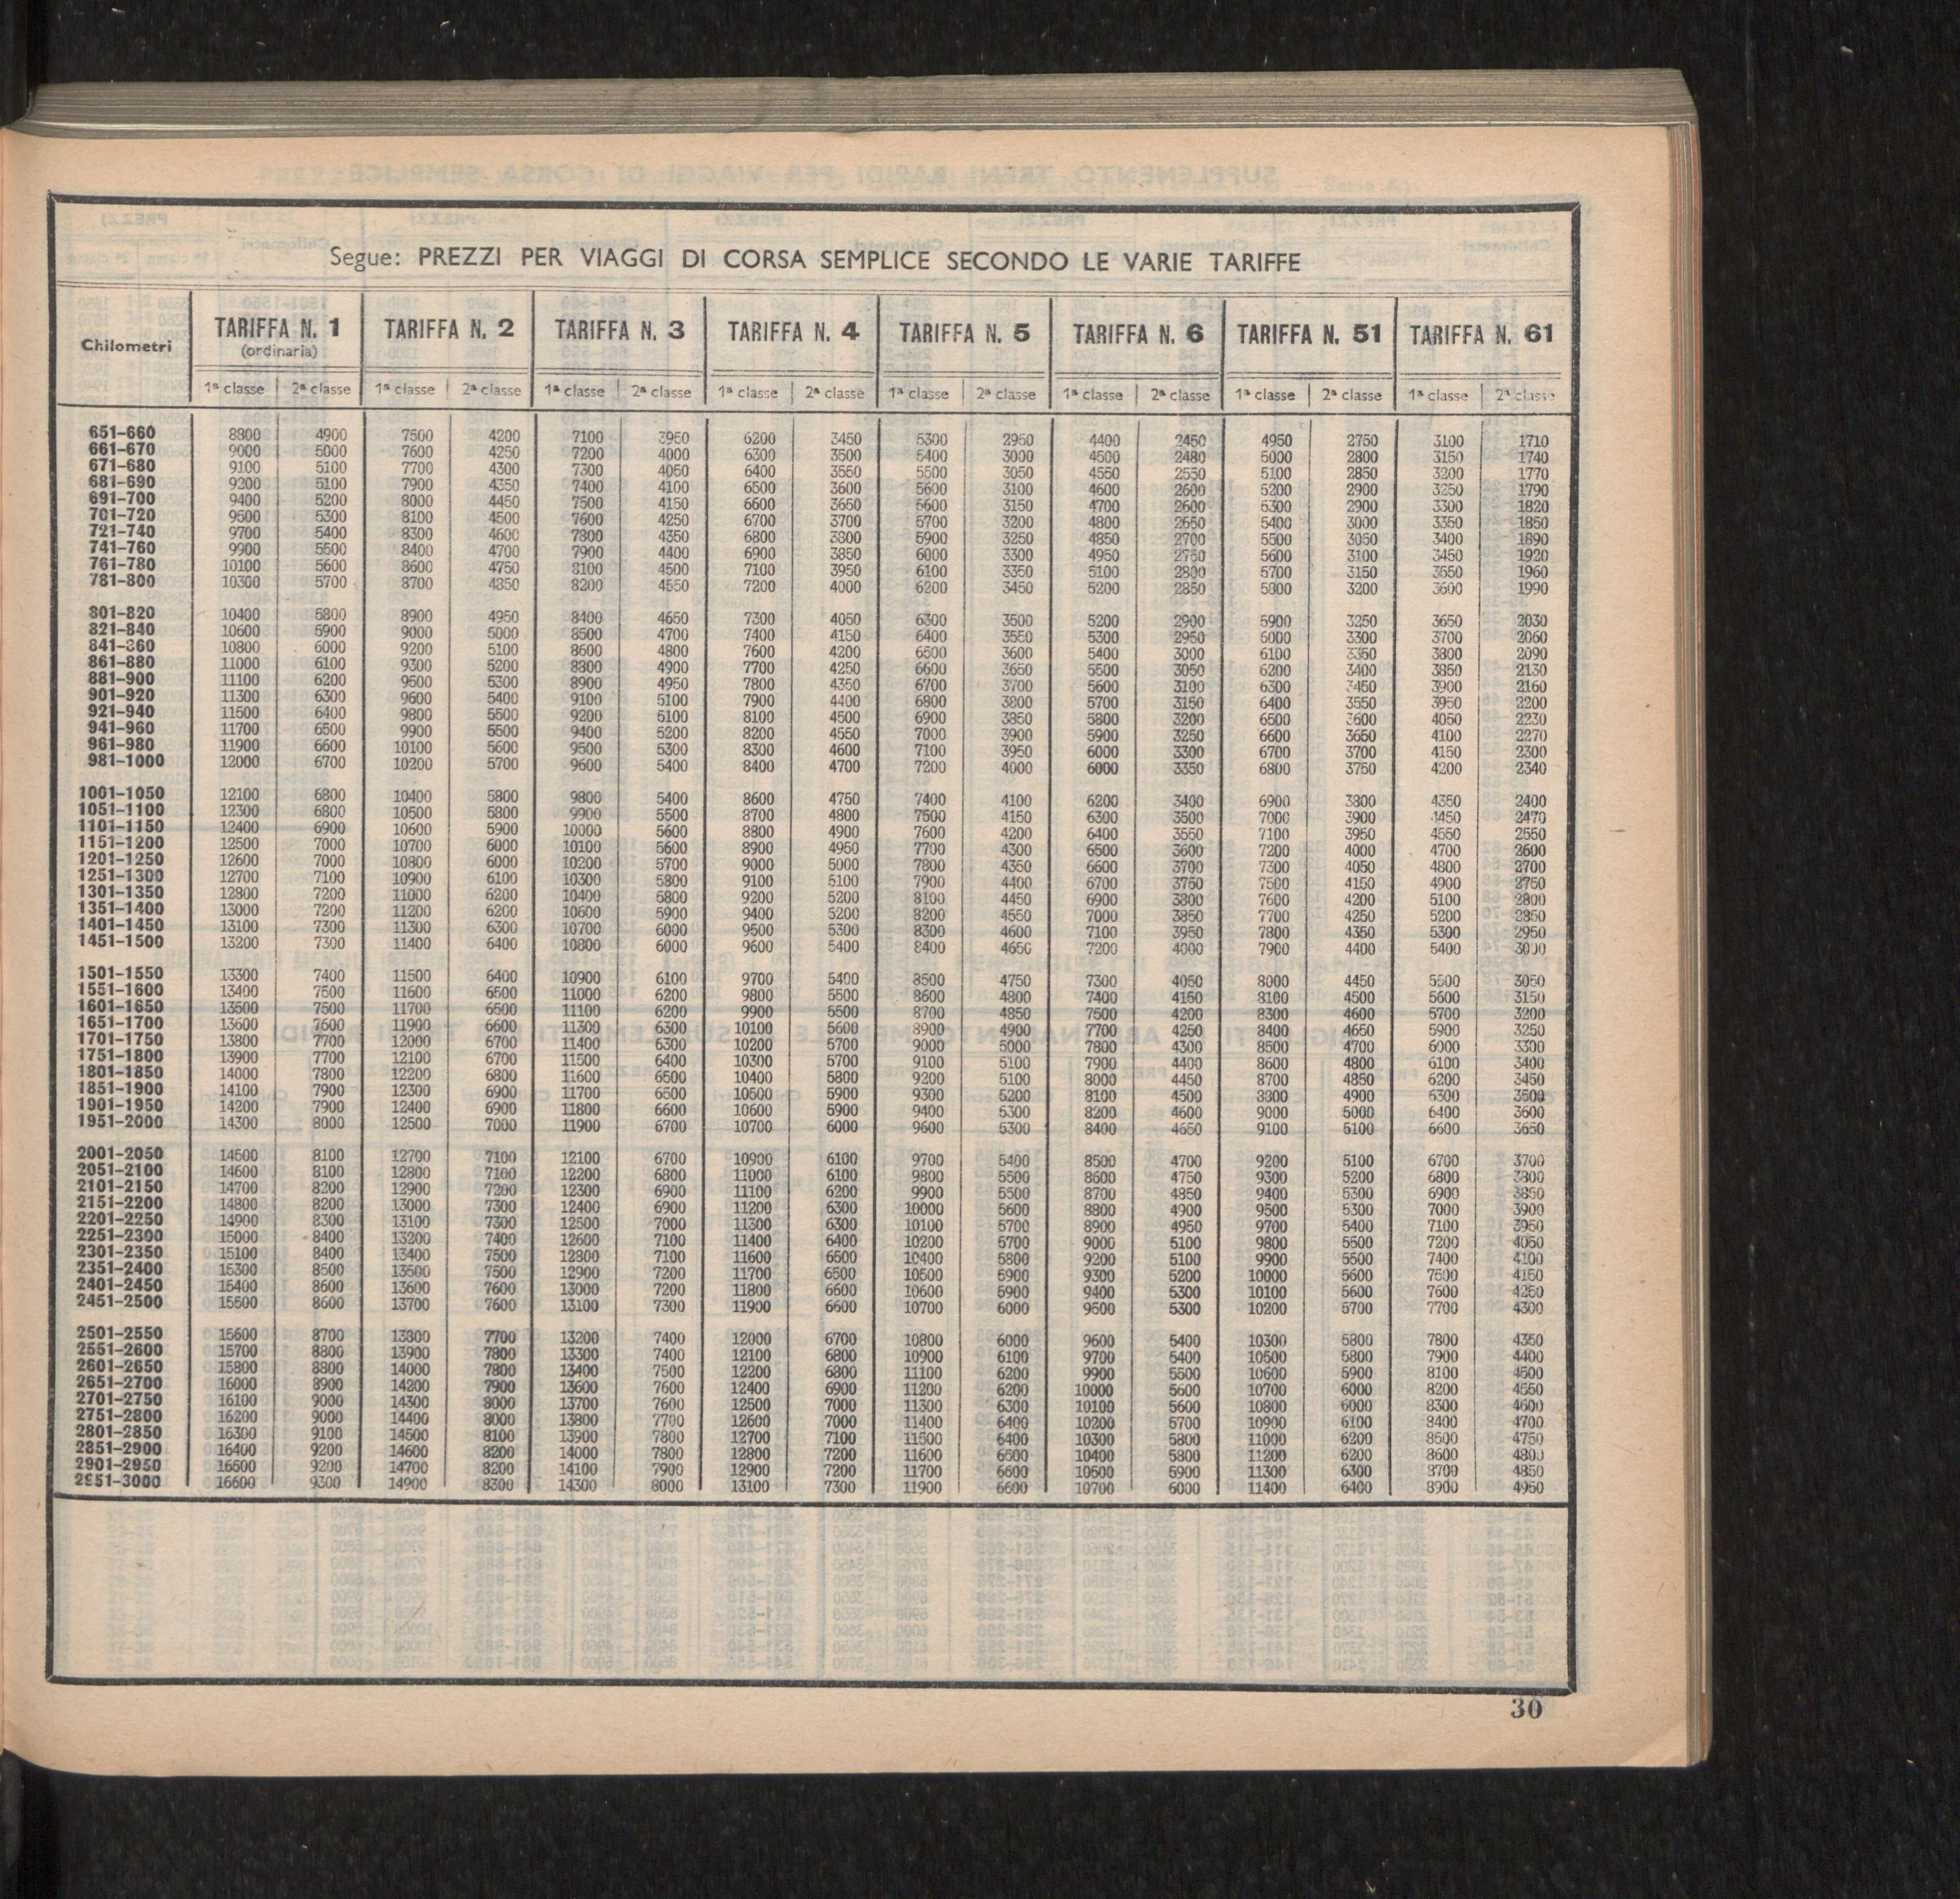 Segue: PREZZI PER VIAGGI DI CORSA SEMPLICE SECONDO LE VARIE TARIFFE
Chilometri TARIFFA N. 1 (ordinaria) TARIFFA N. 2 TARIFFA N. 3 TARIFFA N. 4 TARIFFA N. 5 TARIFFA N. 6 TARIFFA N. 51 TARIFFA N. 61
1ª classe 2ª classe 1ª classe 2ª classe 1ª classe 2ª classe 1ª classe 2ª classe 1ª classe 2ª classe 1ª classe 2ª classe 1ª classe 2ª classe 1ª classe 2ª classe
651-660 8800 4900 7500 4200 7100 3950 6200 3450 5300 2950 4400 2450 4950 2750 3100 1710
661-670 9000 5000 7600 4250 7200 4000 6300 3500 5400 3000 4500 2480 5000 2800 3150 1740
671-680 9100 5100 7700 4300 7300 4050 6400 3550 5500 3050 4550 2550 5100 2850 3200 1770
681-690 9200 5100 7900 4350 7400 4100 6500 3600 5600 3100 4600 2600 5200 2900 3250 1790
691-700 9400 5200 8000 4450 7500 4150 6600 3650 5600 3150 4700 2600 5300 2900 3300 1820
701-720 9500 5300 8100 4500 7600 4250 6700 3700 5700 3200 4800 2650 5400 3000 3350 1850
721-740 9700 5400 8300 4600 7800 4350 6800 3800 5900 3250 4850 2700 5500 3050 3400 1890
741-760 9900 5500 8400 4700 7900 4400 6900 3850 6000 3300 4950 2750 5600 3100 3450 1920
761-780 10100 5600 8600 4750 8100 4500 7100 3950 6100 3350 5100 2800 5700 3150 3550 1960
781-800 10300 5700 8700 4850 8200 4550 7200 4000 6200 3450 5200 2850 5800 3200 3600 1990
801-820 10400 5800 8900 4950 8400 4650 7300 4050 6300 3500 5200 2900 5900 3250 3650 2030
821-840 10600 5900 9000 5000 8500 4700 7400 4150 6400 3550 5300 2950 6000 3300 3700 2060
841-860 10800 6000 9200 5100 8600 4800 7600 4200 6500 3600 5400 3000 6100 3350 3800 2090
861-880 11000 6100 9300 5200 8800 4900 7700 4250 6600 3650 5500 3050 6200 3400 3850 2130
881-900 11100 6200 9500 5300 8900 4950 7800 4350 6700 3700 5600 3100 6300 3450 3900 2160
901-920 11300 6300 9600 5400 9100 5100 7900 4400 6800 3800 5700 3150 6400 3550 3950 2200
921-940 11500 6400 9800 5500 9200 5100 8100 4500 6900 3850 5800 3200 6500 3600 4050 2230
941-960 11700 6500 9900 5500 9400 5200 8200 4550 7000 3900 5900 3250 6600 3650 4100 2270
961-980 11900 6600 10100 5600 9500 5300 8300 4600 7100 3950 6000 3300 6700 3700 4150 2300
981-1000 12000 6700 10200 5700 9600 5400 8400 4700 7200 4000 6000 3350 6800 3750 4200 2340
1001-1050 12100 6800 10400 5800 9800 5400 8600 4750 7400 4100 6200 3400 6900 3800 4350 2400
1051-1100 12300 6800 10500 5800 9900 5500 8700 4800 7500 4150 6300 3500 7000 3900 4450 2470
1101-1150 12400 6900 10600 5900 10000 5600 8800 4900 7600 4200 6400 3550 7100 3950 4550 2550
1151-1200 12500 7000 10700 6000 10100 5600 8900 4950 7700 4300 6500 3600 7200 4000 4700 2600
1201-1250 12600 7000 10800 6000 10200 5700 9000 5000 7800 4350 6600 3700 7300 4050 4800 2700
1251-1300 12700 7100 10900 6100 10300 5800 9100 5100 7900 4400 6700 3750 7500 4150 4900 2750
1301-1350 12800 7200 11000 6200 10400 5800 9200 5200 8100 4450 6900 3800 7600 4200 5100 2800
1351-1400 13000 7200 11200 6200 10600 5900 9400 5200 8200 4550 7000 3850 7700 4250 5200 2850
1401-1450 13100 7300 11300 6300 10700 6000 9500 5300 8300 4600 7100 3950 7800 4350 5300 2950
1451-1500 13200 7300 11400 6400 10800 6000 9600 5400 8400 4650 7200 4000 7900 4400 5400 3000
1501-1550 13300 7400 11500 6400 10900 6100 9700 5400 8500 4750 7300 4050 8000 4450 5500 3050
1551-1600 13400 7500 11600 6500 11000 6200 9800 5500 8600 4800 7400 4150 8100 4500 5600 3150
1601-1650 13500 7500 11700 6500 11100 6200 9900 5500 8700 4850 7500 4200 8300 4600 5700 3200
1651-1700 13600 7600 11900 6600 11300 6300 10100 5600 8900 4900 7700 4250 8400 4650 5900 3250
1701-1750 13800 7700 12000 6700 11400 6300 10200 5700 9000 5000 7800 4300 8500 4700 6000 3300
1751-1800 13900 7700 12100 6700 11500 6400 10300 5700 9100 5100 7900 4400 8600 4800 6100 3400
1801-1850 14000 7800 12200 6800 11600 6500 10400 5800 9200 5100 8000 4450 8700 4850 6200 3450
1851-1900 14100 7900 12300 6900 11700 6500 10500 5900 9300 5200 8100 4500 8800 4900 6300 3500
1901-1950 14200 7900 12400 6900 11800 6600 10600 5900 9400 5300 8200 4600 9000 5000 6400 3600
1951-2000 14300 8000 12500 7000 11900 6700 10700 6000 9600 5300 8400 4650 9100 5100 6600 3650
2001-2050 14500 8100 12700 7100 12100 6700 10900 6100 9700 5400 8500 4700 9200 5100 6700 3700
2051-2100 14600 8100 12800 7100 12200 6800 11000 6100 9800 5500 8600 4750 9300 5200 6800 3800
2101-2150 14700 8200 12900 7200 12300 6900 11100 6200 9900 5500 8700 4850 9400 5300 6900 3850
2151-2200 14800 8200 13000 7300 12400 6900 11200 6300 10000 5600 8800 4900 9500 5300 7000 3900
2201-2250 14900 8300 13100 7300 12500 7000 11300 6300 10100 5700 8900 4950 9700 5400 7100 3950
2251-2300 15000 8400 13200 7400 12600 7100 11400 6400 10200 5700 9000 5100 9800 5500 7200 4050
2301-2350 15100 8400 13400 7500 12800 7100 11600 6500 10400 5800 9200 5100 9900 5500 7400 4100
2351-2400 15300 8500 13500 7500 12900 7200 11700 6500 10500 5900 9300 5200 10000 5600 7500 4150
2401-2450 15400 8600 13600 7600 13000 7200 11800 6600 10600 5900 9400 5300 10100 5600 7600 4250
2451-2500 15500 8600 13700 7600 13100 7300 11900 6600 10700 6000 9500 5300 10200 5700 7700 4300
2501-2550 15600 8700 13800 7700 13200 7400 12000 6700 10800 6000 9600 5400 10300 5800 7800 4350
2551-2600 15700 8800 13900 7800 13300 7400 12100 6800 10900 6100 9700 5400 10500 5800 7900 4400
2601-2650 15800 8800 14000 7800 13400 7500 12200 6800 11100 6200 9900 5500 10600 5900 8100 4500
2651-2700 16000 8900 14200 7900 13600 7600 12400 6900 11200 6200 10000 5600 10700 6000 8200 4550
2701-2750 16100 9000 14300 8000 13700 7600 12500 7000 11300 6300 10100 5600 10800 6000 8300 4600
2751-2800 16200 9000 14400 8000 13800 7700 12600 7000 11400 6400 10200 5700 10900 6100 8400 4700
2801-2850 16300 9100 14500 8100 13900 7800 12700 7100 11500 6400 10300 5800 11000 6200 8500 4750
2851-2900 16400 9200 14600 8200 14000 7800 12800 7200 11600 6500 10400 5800 11200 6200 8600 4800
2901-2950 16500 9200 14700 8200 14100 7900 12900 7200 11700 6600 10500 5900 11300 6300 8700 4850
2951-3000 16600 9300 14900 8300 14300 8000 13100 7300 11900 6600 10700 6000 11400 6400 8900 4950
30